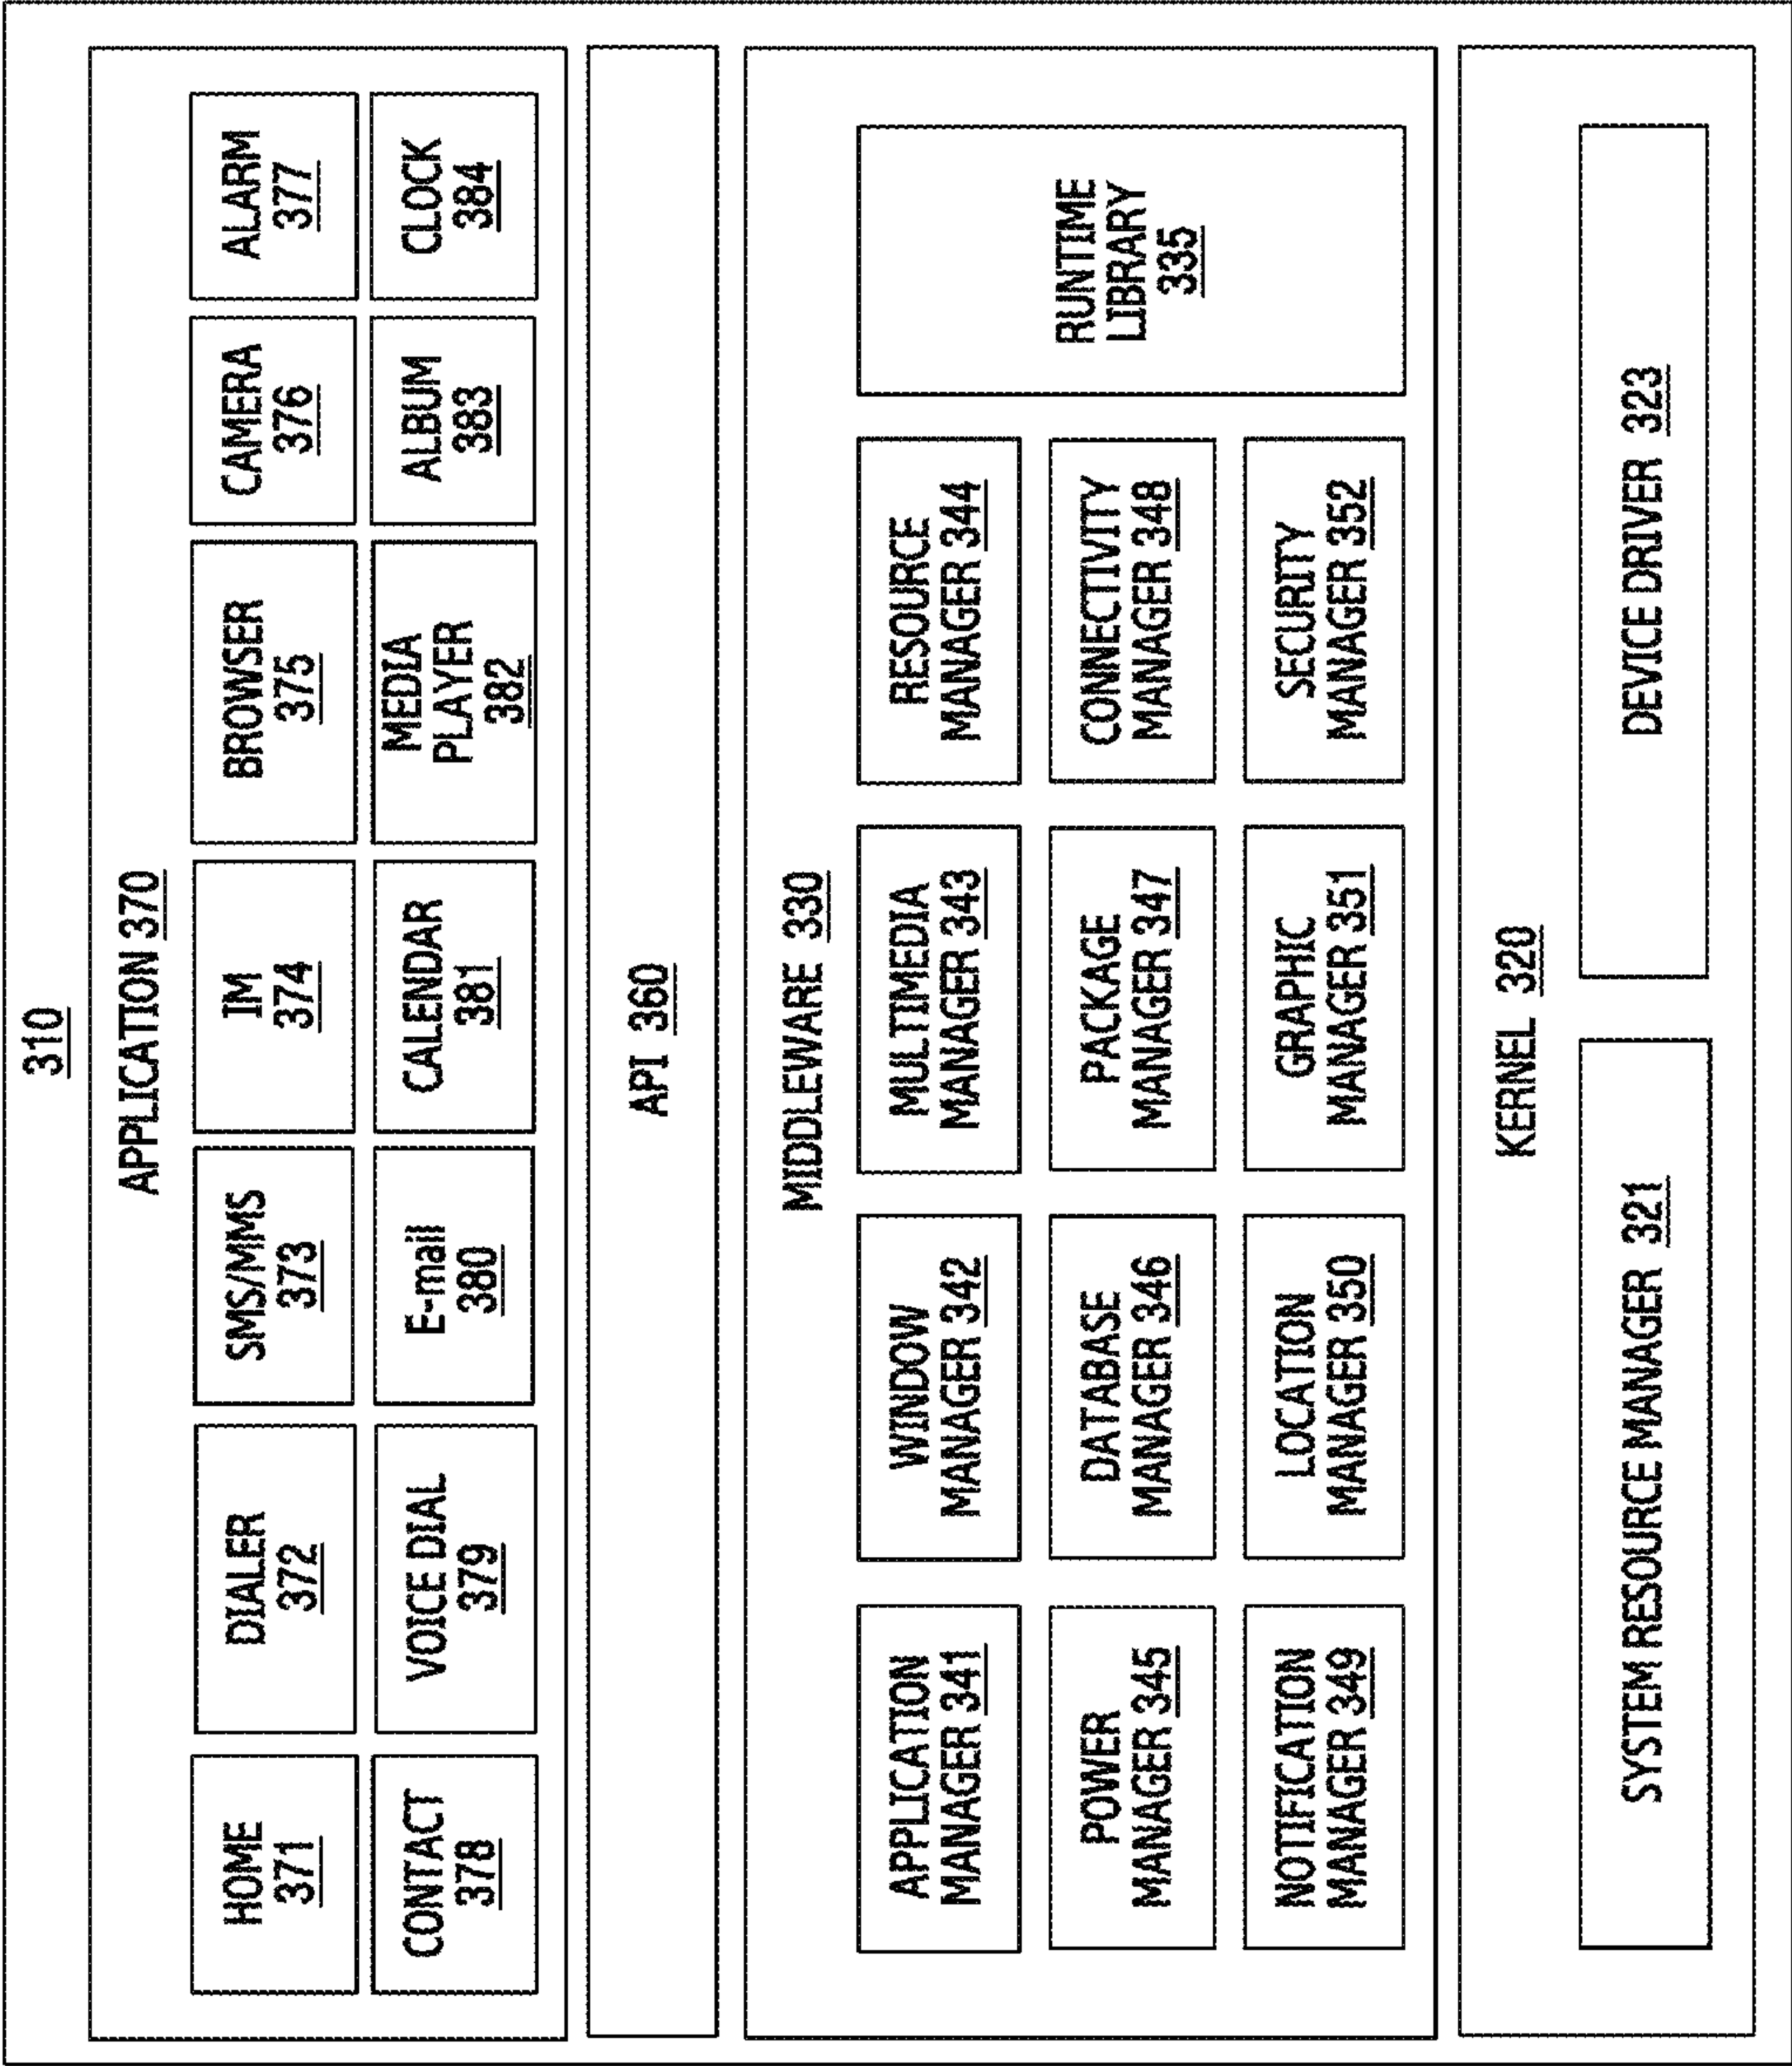 310
APPLICATION 370
HOME
371
DIALER
372
SMS/MMS
373
IM
374
BROWSER
375
CAMERA
376
ALARM
377
CONTACT
378
VOICE DIAL
379
E-mail
380
CALENDAR
381
MEDIA
PLAYER
382
ALBUM
383
CLOCK
384
API 360
MIDDLEWARE 330
APPLICATION
MANAGER 341
WINDOW
MANAGER 342
MULTIMEDIA
MANAGER 343
RESOURCE
MANAGER 344
POWER
MANAGER 345
DATABASE
MANAGER 346
PACKAGE
MANAGER 347
CONNECTIVITY
MANAGER 348
NOTIFICATION
MANAGER 349
LOCATION
MANAGER 350
GRAPHIC
MANAGER 351
SECURITY
MANAGER 352
RUNTIME
LIBRARY
335
KERNEL 320
SYSTEM RESOURCE MANAGER 321
DEVICE DRIVER 323